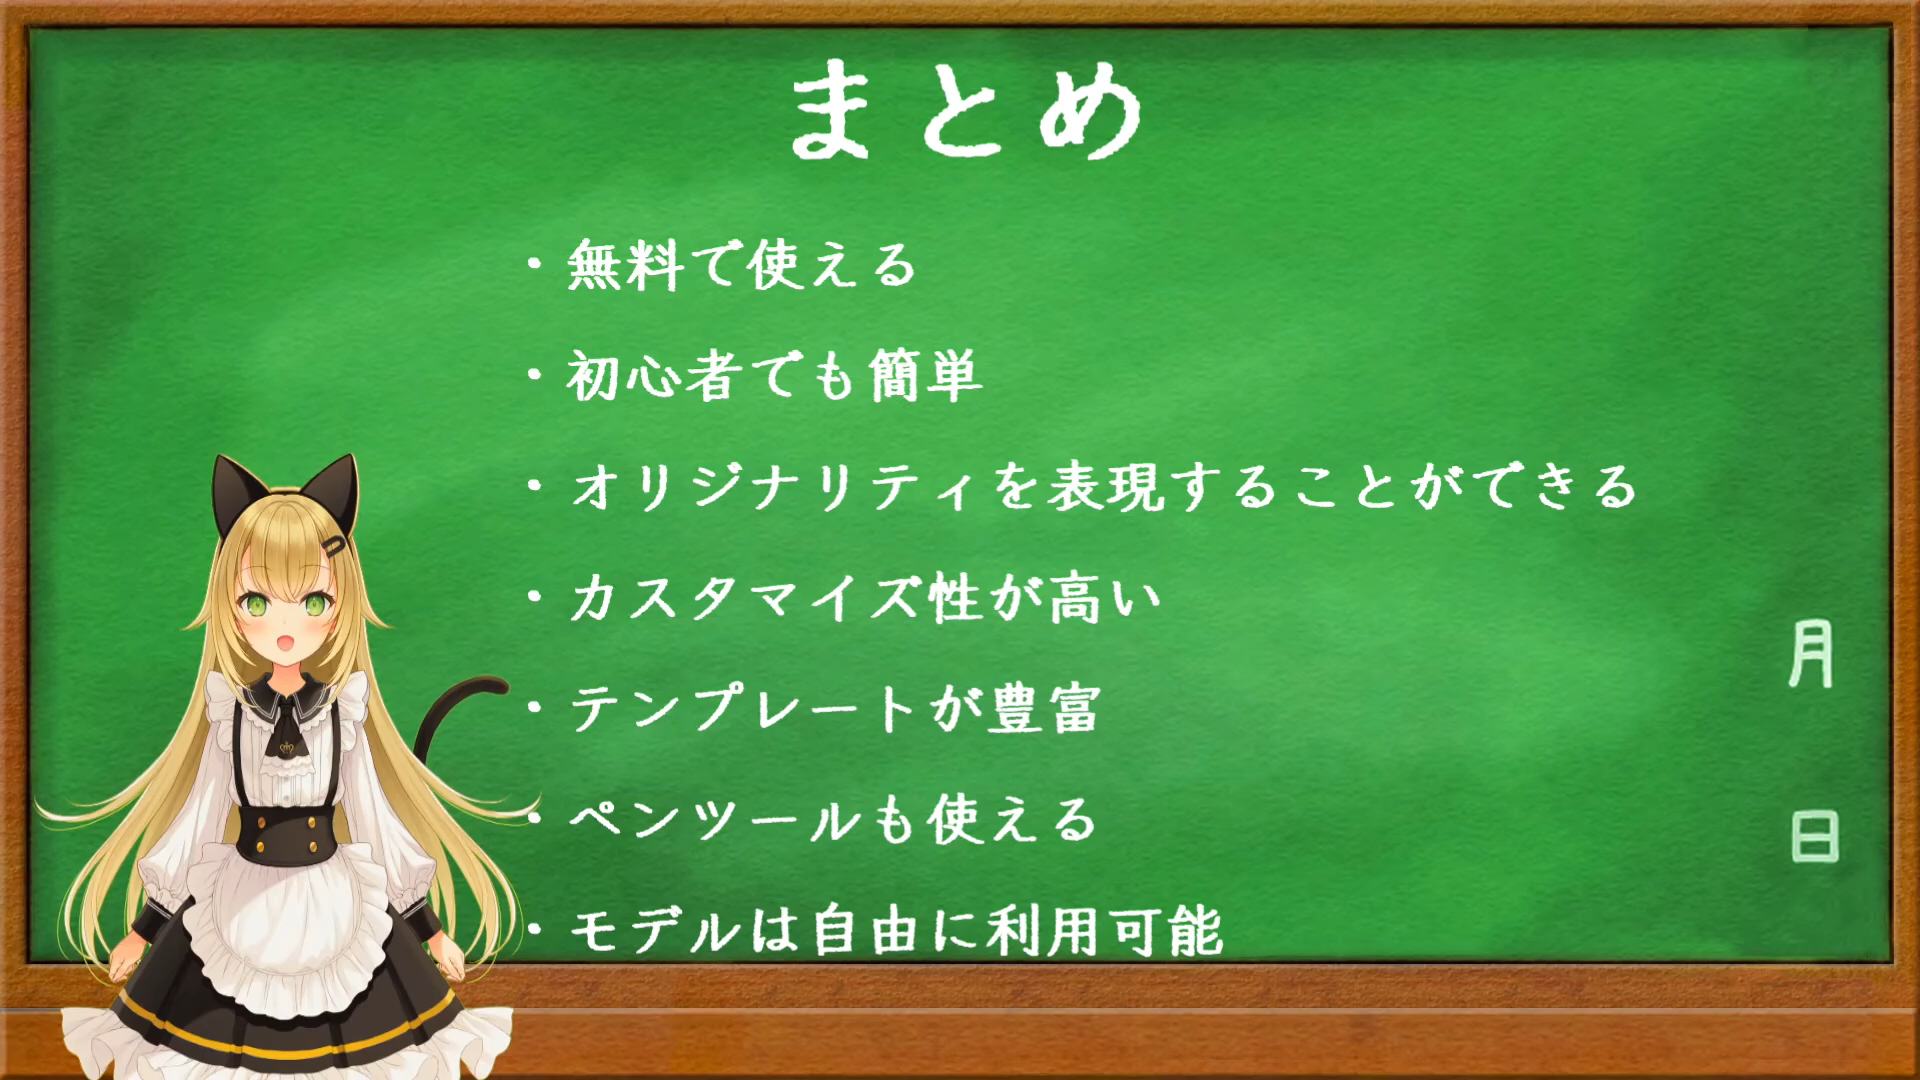 まとめ
・無料で使える
・初心者でも簡単
・オリジナリティを表現することができる
・カスタマイズ性が高い
・テンプレートが豊富
・ペンツールも使える
・モデルは自由に利用可能
月
日